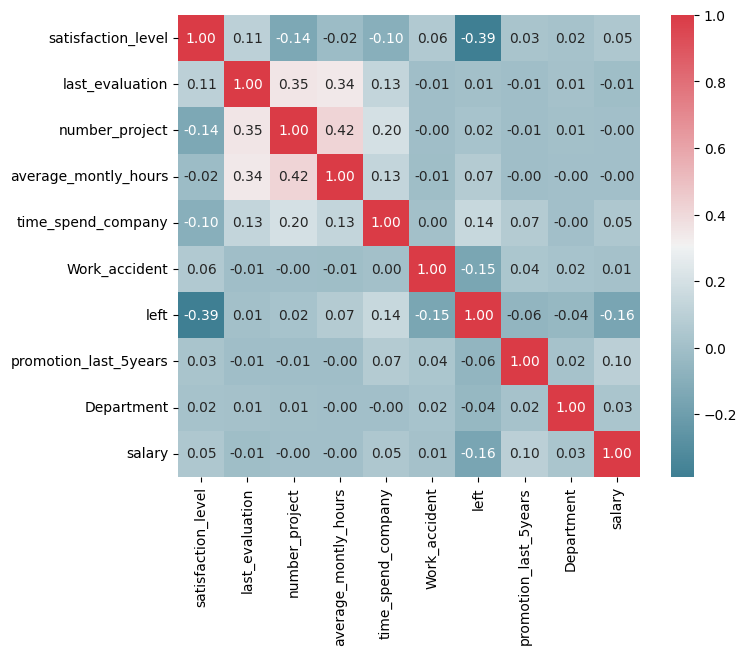 satisfaction_level 1.00 0.11 -0.14 -0.02 -0.10 0.06 -0.39 0.03 0.02 0.05
last_evaluation 0.11 1.00 0.35 0.34 0.13 -0.01 0.01 -0.01 0.01 -0.01
number_project -0.14 0.35 1.00 0.42 0.20 -0.00 0.02 -0.01 0.01 -0.00
average_montly_hours -0.02 0.34 0.42 1.00 0.13 -0.01 0.07 -0.00 -0.00 -0.00
time_spend_company -0.10 0.13 0.20 0.13 1.00 0.00 0.14 0.07 -0.00 0.05
Work_accident 0.06 -0.01 -0.00 -0.01 0.00 1.00 -0.15 0.04 0.02 0.01
left -0.39 0.01 0.02 0.07 0.14 -0.15 1.00 -0.06 -0.04 -0.16
promotion_last_5years 0.03 -0.01 -0.01 -0.00 0.07 0.04 -0.06 1.00 0.02 0.10
Department 0.02 0.01 0.01 -0.00 -0.00 0.02 -0.04 0.02 1.00 0.03
salary 0.05 -0.01 -0.00 -0.00 0.05 0.01 -0.16 0.10 0.03 1.00
satisfaction_level
last_evaluation
number_project
average_montly_hours
time_spend_company
Work_accident
left
promotion_last_5years
Department
salary
1.0
0.8
0.6
0.4
0.2
0.0
−0.2